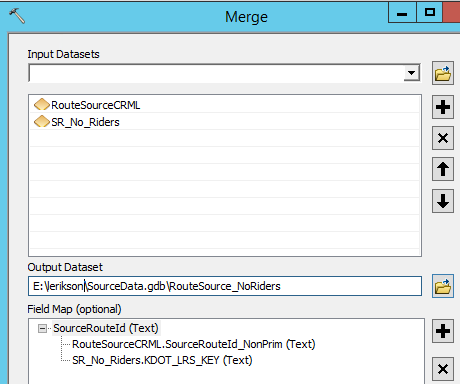 Merge
Input Datasets
RouteSourceCRML
SR_No_Riders
Output Dataset
E:\lerikson\SourceData.gdb\RouteSource_NoRiders
Field Map (optional)
SourceRouteId (Text)
RouteSourceCRML.SourceRouteId_NonPrim (Text)
SR_No_Riders.KDOT_LRS_KEY (Text)